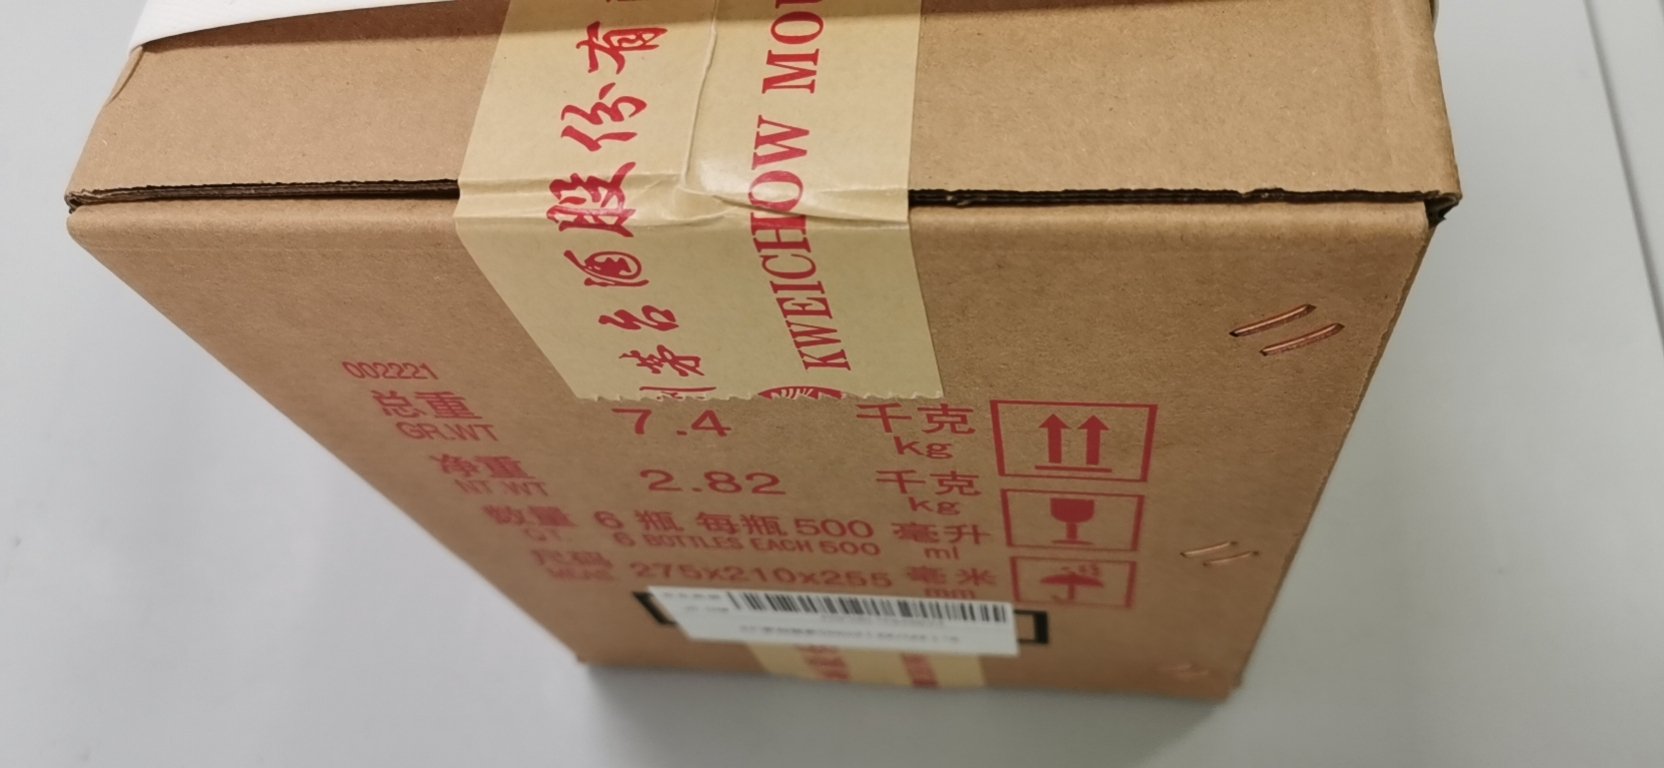 州茅台酒股份有
KWEICHOW MOU
002221
总重 7.4 千克
GR.WT kg
净重 2.82 千克
NT.WT kg
数量 6 瓶 每瓶 500 毫升
CT. 6 BOTTLES EACH 500 ml
尺码 275x210x255 毫米
MEAS mm